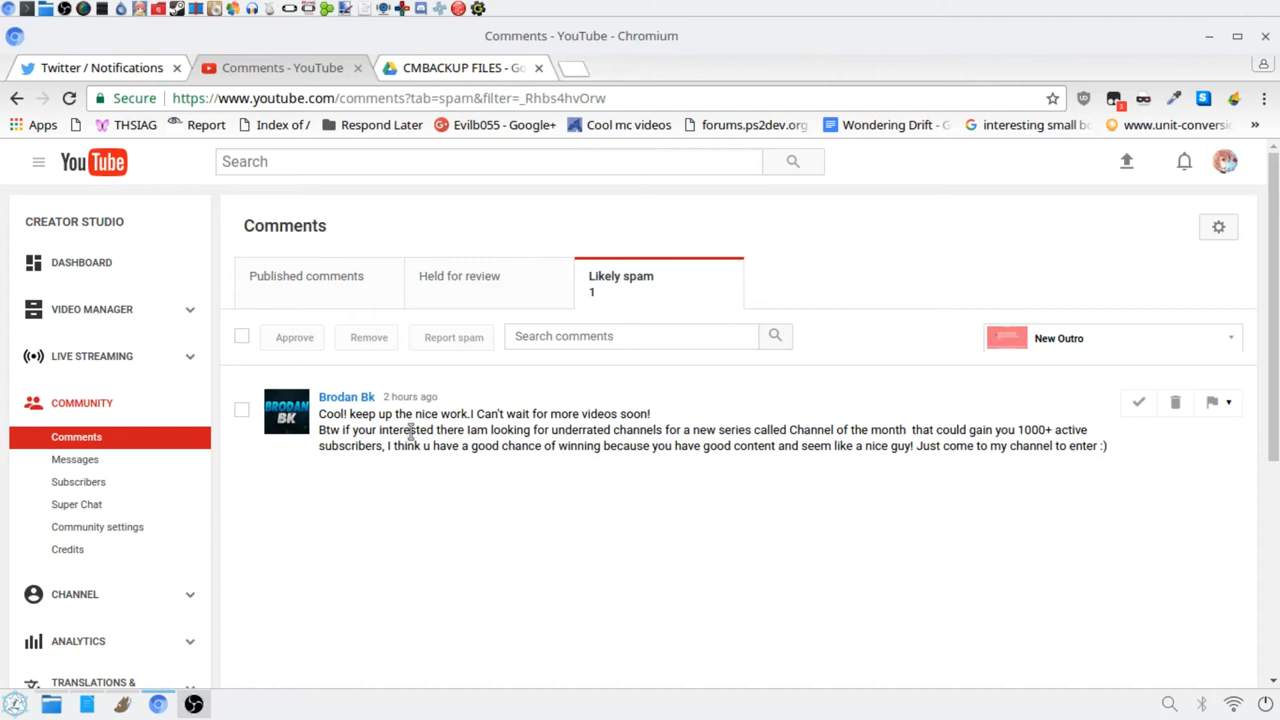 Comments - YouTube - Chromium
Twitter / Notifications
Comments - YouTube
CMBACKUP FILES - Go
Secure
https://www.youtube.com/comments?tab=spam&filter=_Rhbs4hvOrw
Apps
THSIAG
Report
Index of /
Respond Later
Evilb055 - Google+
Cool mc videos
forums.ps2dev.org
Wondering Drift - G
interesting small bo
www.unit-conversi
YouTube
Search
CREATOR STUDIO
DASHBOARD
VIDEO MANAGER
LIVE STREAMING
COMMUNITY
Comments
Messages
Subscribers
Super Chat
Community settings
Credits
CHANNEL
ANALYTICS
TRANSLATIONS &
Comments
Published comments
Held for review
Likely spam
1
Approve
Remove
Report spam
Search comments
New Outro
BRODAN
BK
Brodan Bk 2 hours ago
Cool! keep up the nice work.I Can't wait for more videos soon!
Btw if your interested there Iam looking for underrated channels for a new series called Channel of the month that could gain you 1000+ active
subscribers, I think u have a good chance of winning because you have good content and seem like a nice guy! Just come to my channel to enter :)